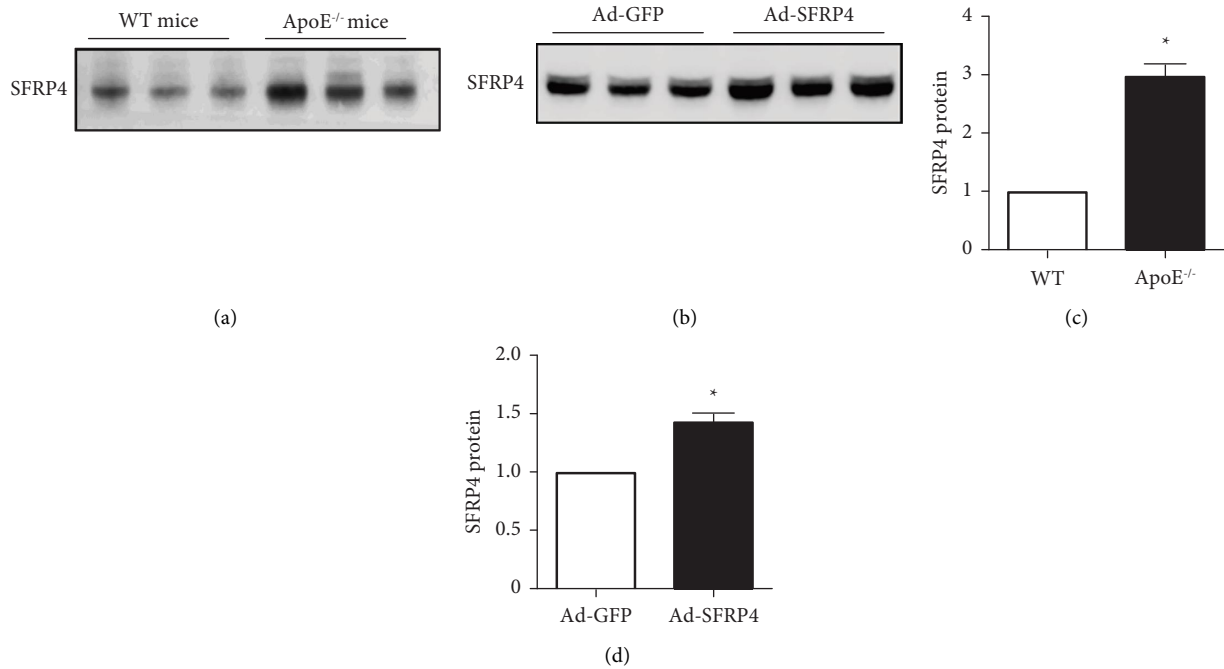 WT mice ApoE-/- mice
SFRP4
(a)
Ad-GFP Ad-SFRP4
SFRP4
(b)
4
*
3
2
1
0
SFRP4 protein
WT ApoE-/-
(c)
2.0
*
1.5
1.0
0.5
0
SFRP4 protein
Ad-GFP Ad-SFRP4
(d)